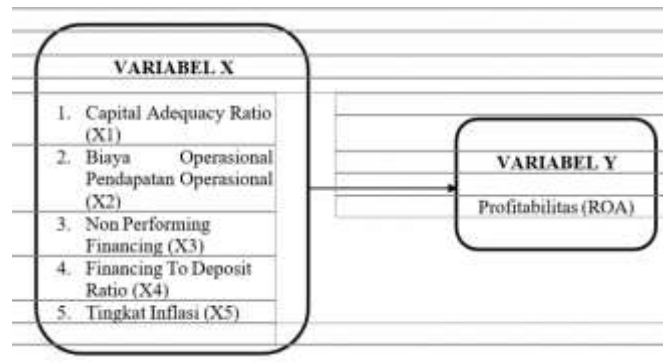 VARIABEL X
1. Capital Adequacy Ratio
(X1)
2. Biaya Operasional
Pendapatan Operasional
(X2)
3. Non Performing
Financing (X3)
4. Financing To Deposit
Ratio (X4)
5. Tingkat Inflasi (X5)
VARIABEL Y
Profitabilitas (ROA)